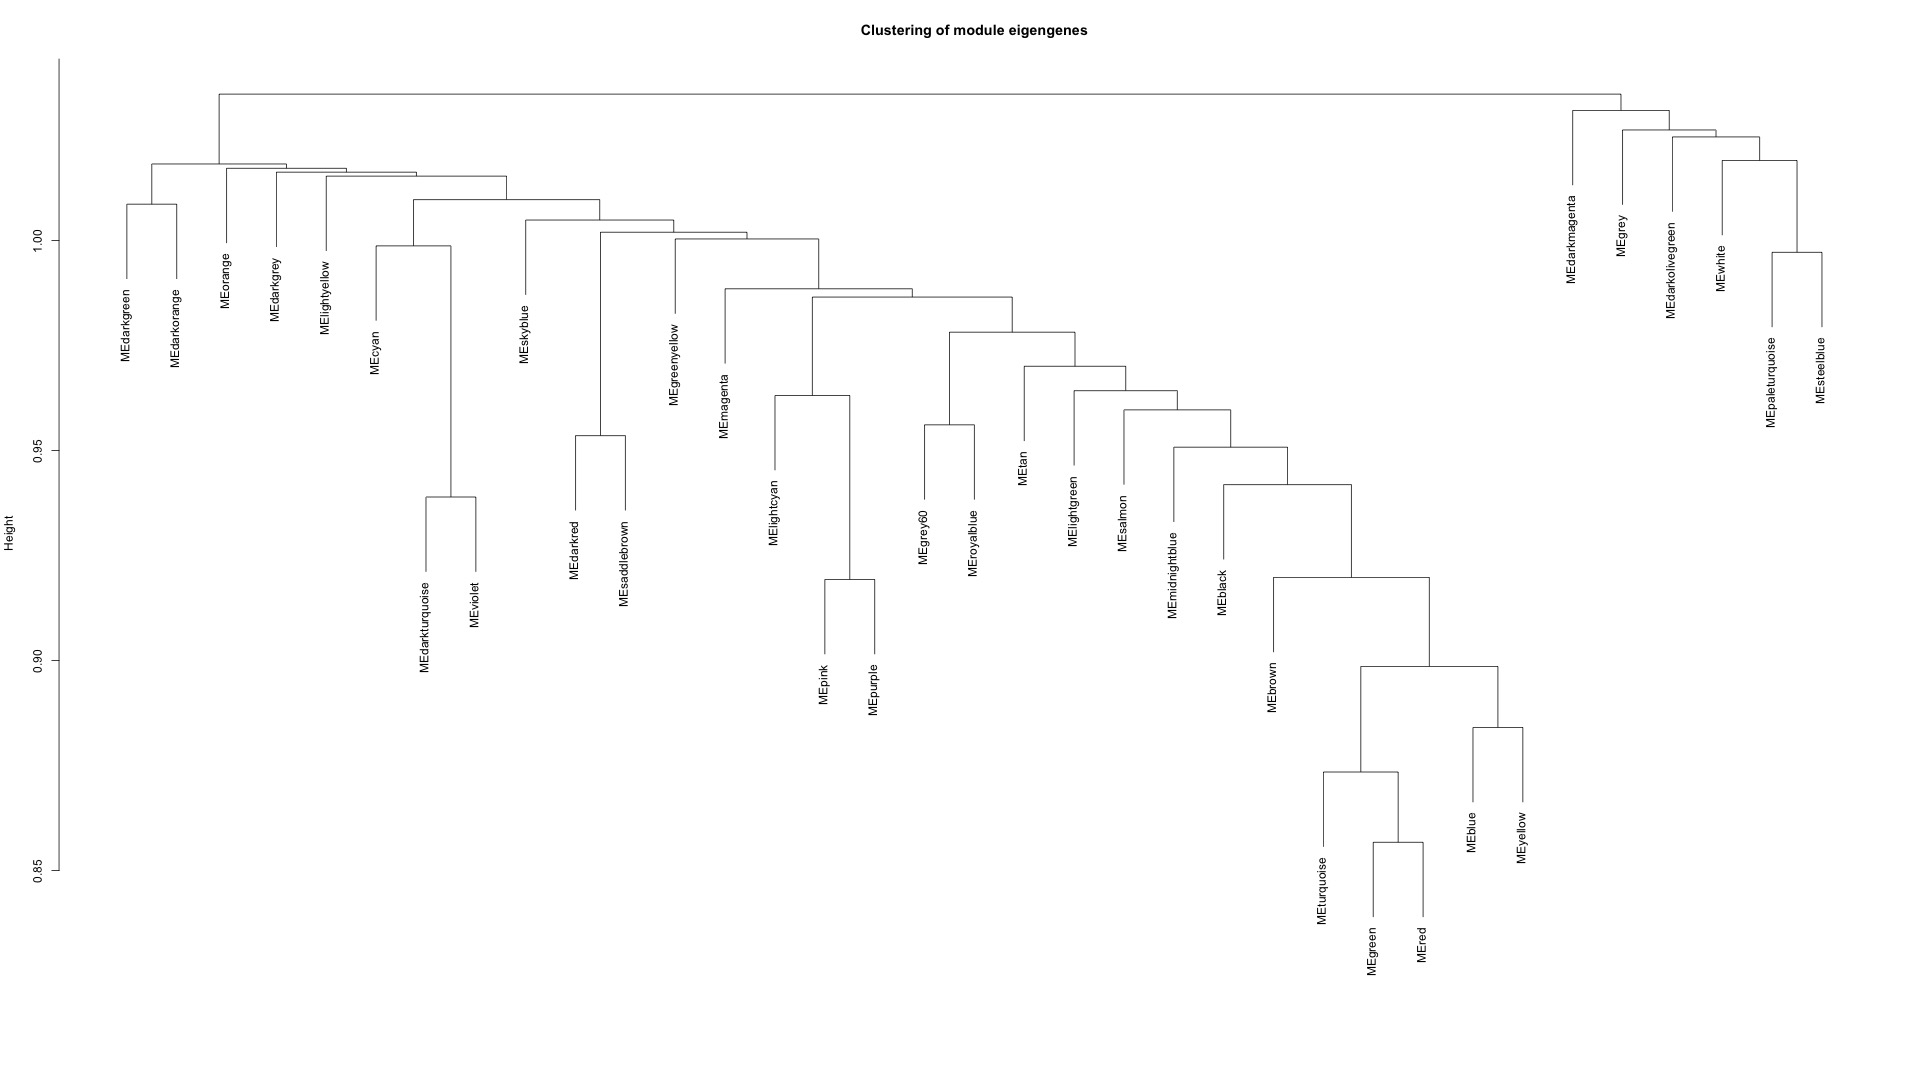 Clustering of module eigengenes
Height
1.00
0.95
0.90
0.85
MEdarkgreen
MEdarkorange
MEorange
MEdarkgrey
MElightyellow
MEcyan
MEdarkturquoise
MEviolet
MEskyblue
MEdarkred
MEsaddlebrown
MEgreenyellow
MEmagenta
MElightcyan
MEpink
MEpurple
MEgrey60
MEroyalblue
MEtan
MElightgreen
MEsalmon
MEmidnightblue
MEblack
MEbrown
MEturquoise
MEgreen
MEred
MEblue
MEyellow
MEdarkmagenta
MEgrey
MEdarkolivegreen
MEwhite
MEpaleturquoise
MEsteelblue